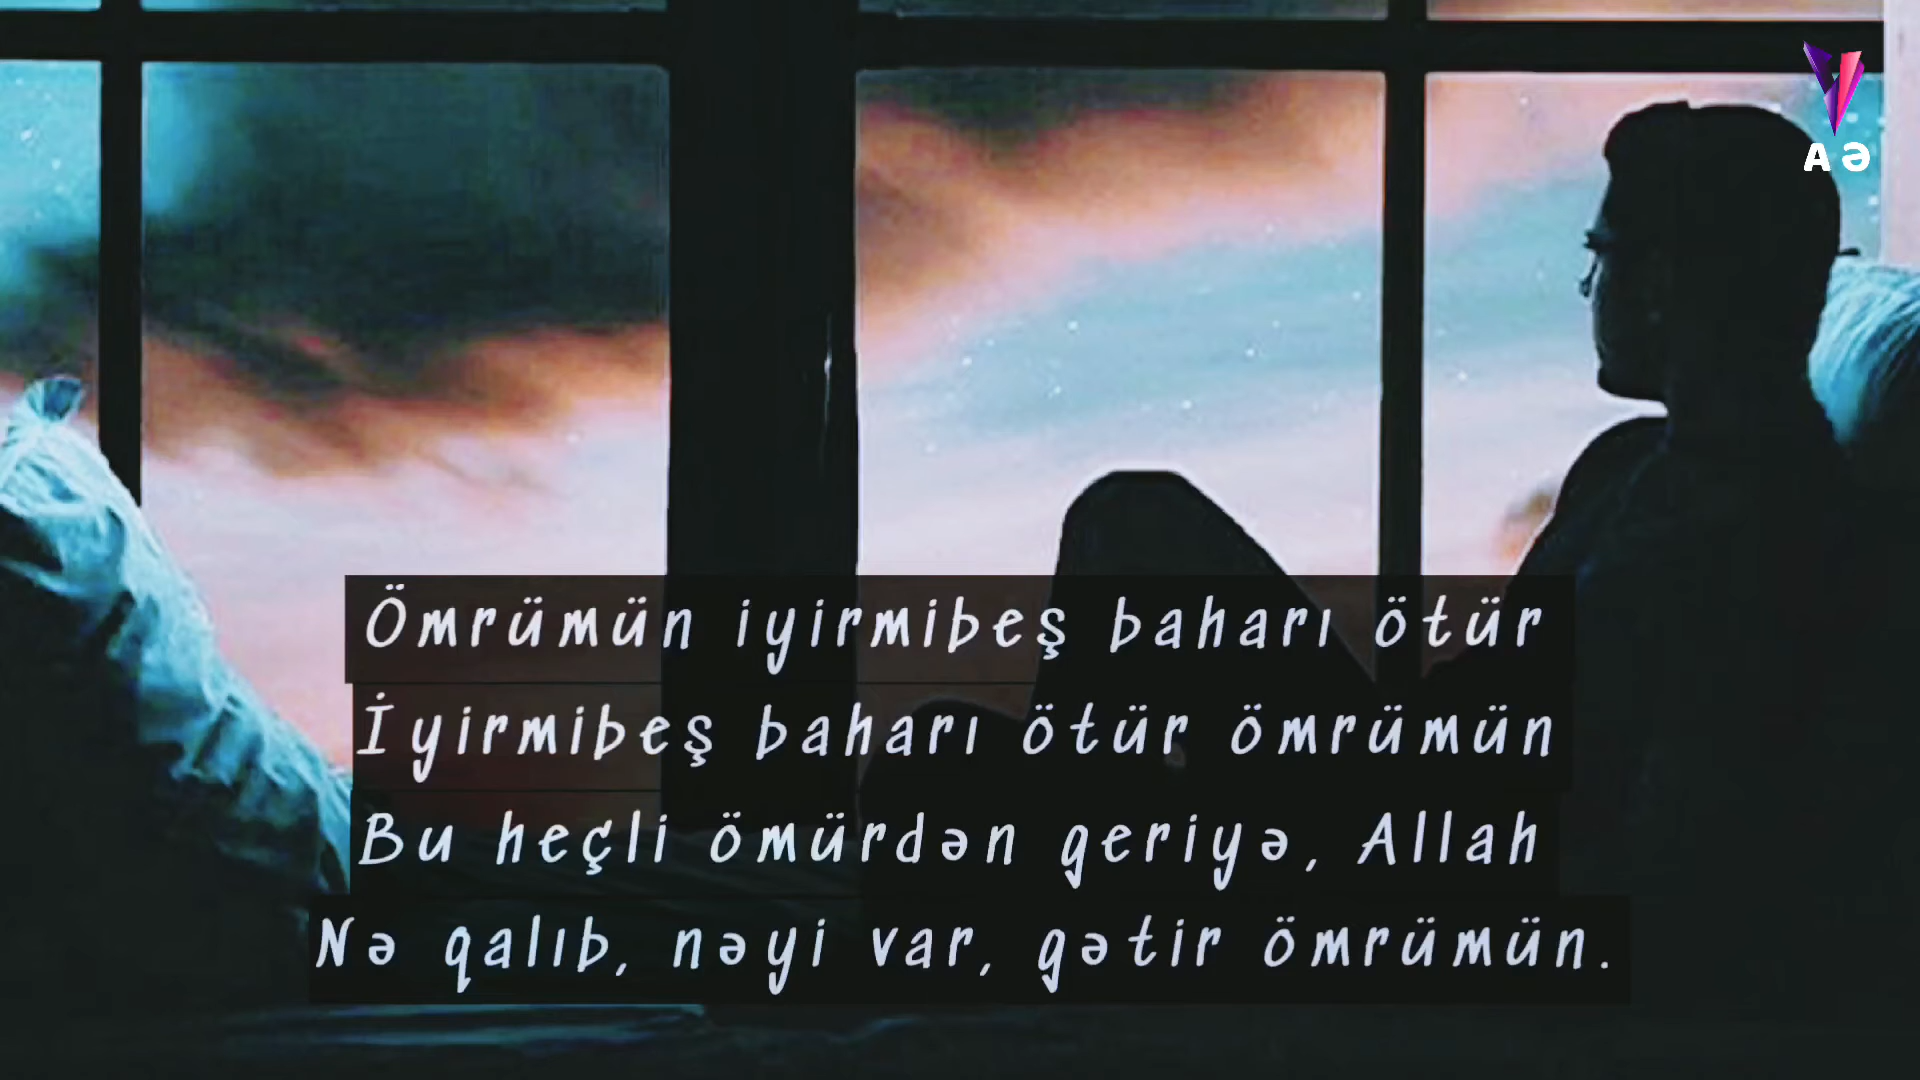 A Ə
Ömrümün iyirmibeş baharı ötür
İyirmibeş baharı ötür ömrümün
Bu heçli ömürdən geriyə, Allah
Nə qalıb, nəyi var, gətir ömrümün.